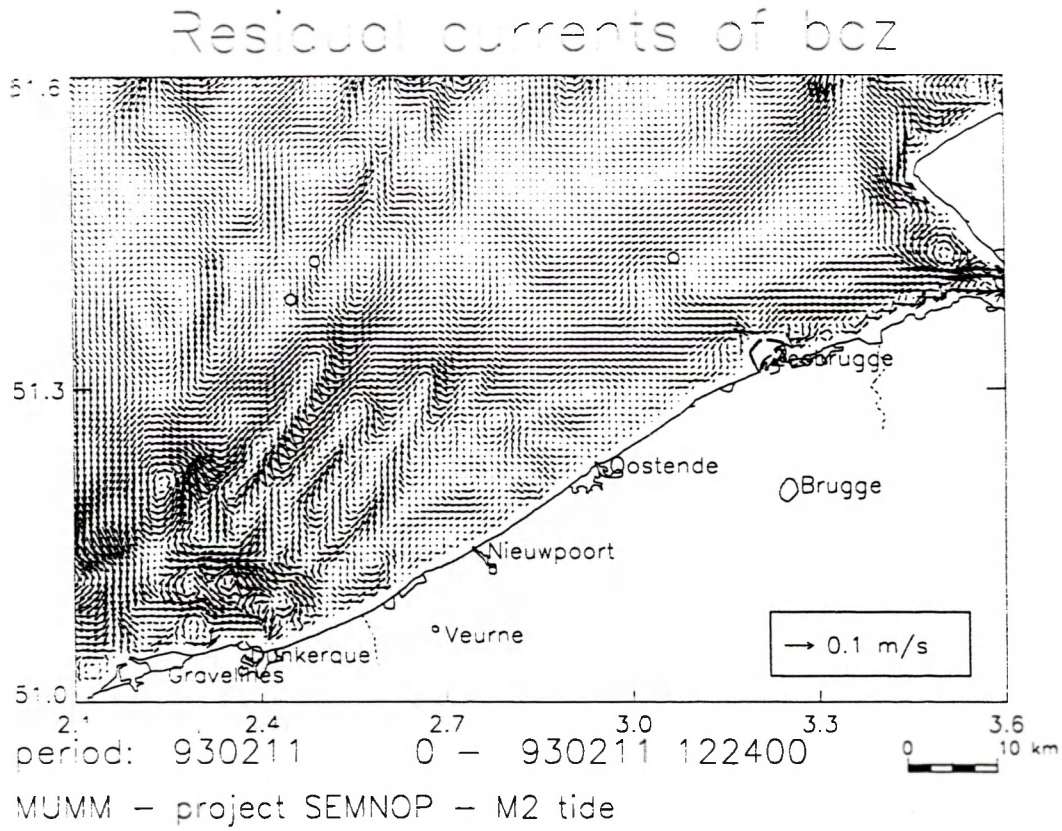 Residual currents of bcz
51.6
51.3
51.0
2.1
2.4
2.7
3.0
3.3
3.6
Oostende
Brugge
Nieuwpoort
Veurne
Dunkerque
Gravelines
0.1 m/s
period: 930211 0 - 930211 122400
0 10 km
MUMM - project SEMNOP - M2 tide